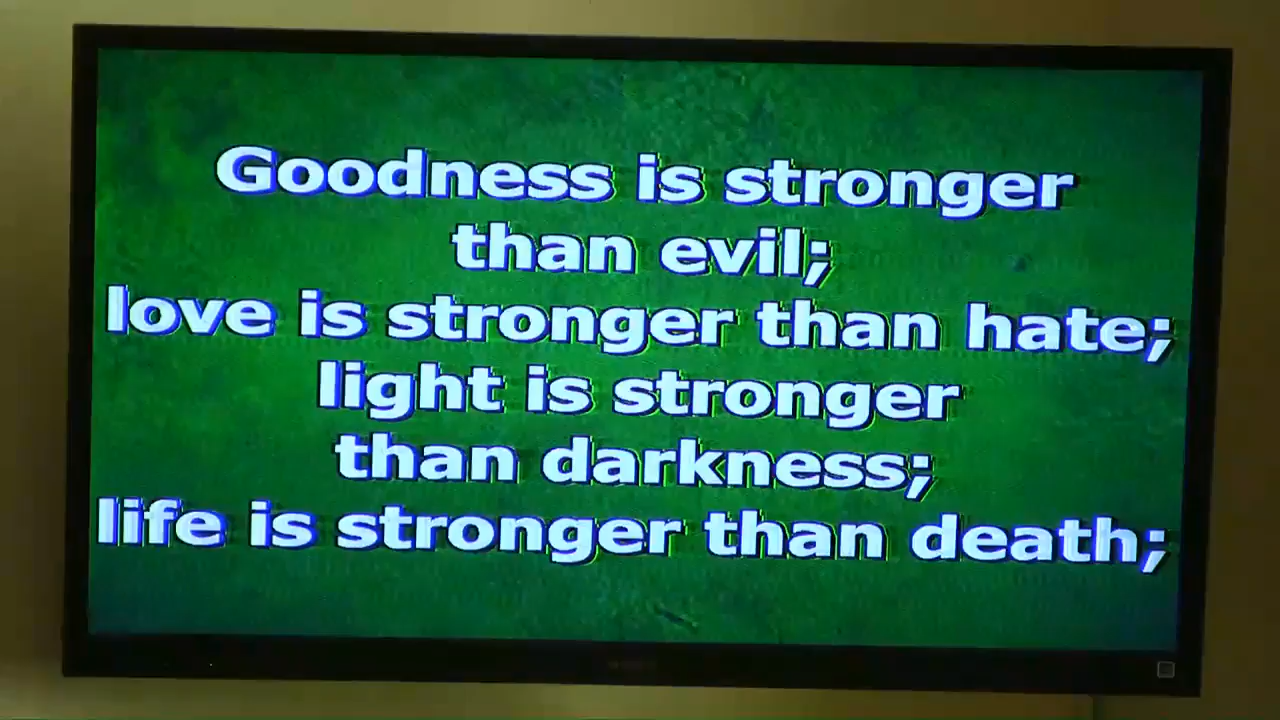 Goodness is stronger
than evil;
love is stronger than hate;
light is stronger
than darkness;
life is stronger than death;